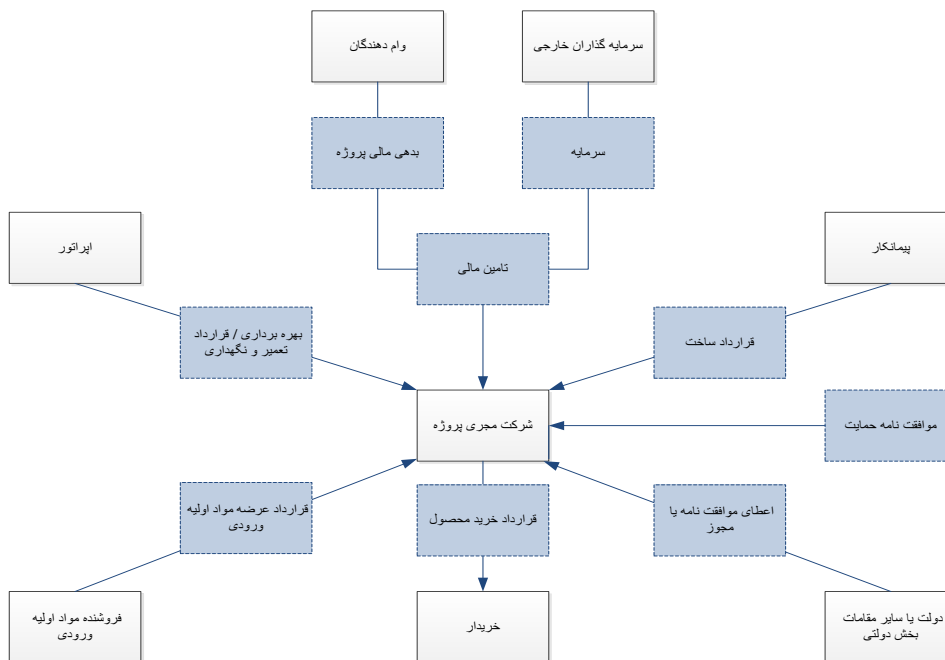 سرمایه گذاران خارجی
وام دهندگان
سرمایه
بدهی مالی پروژه
پیمانکار
تامین مالی
اپراتور
قرارداد ساخت
بهره برداری / قرارداد
تعمیر و نگهداری
موافقت نامه حمایت
شرکت مجری پروژه
اعطای موافقت نامه یا
مجوز
قرارداد خرید محصول
قرارداد عرضه مواد اولیه
ورودی
دولت یا سایر مقامات
بخش دولتی
خریدار
فروشنده مواد اولیه
ورودی